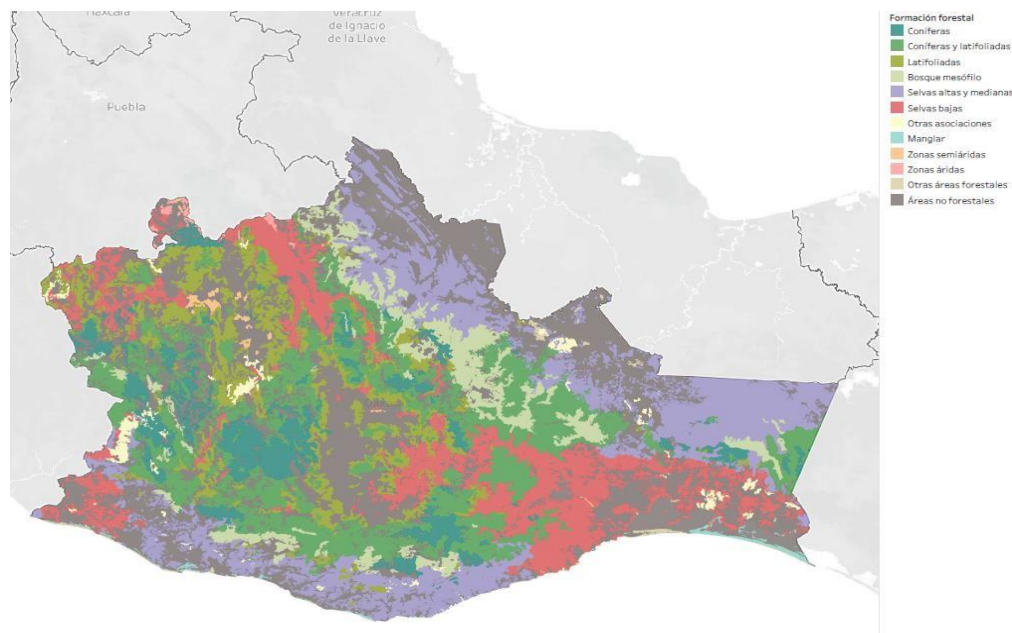 Tlaxcala
Veracruz
de Ignacio
de la Llave
Puebla
Formación forestal
Coníferas
Coníferas y latifoliadas
Latifoliadas
Bosque mesófilo
Selvas altas y medianas
Selvas bajas
Otras asociaciones
Manglar
Zonas semiáridas
Zonas áridas
Otras áreas forestales
Áreas no forestales